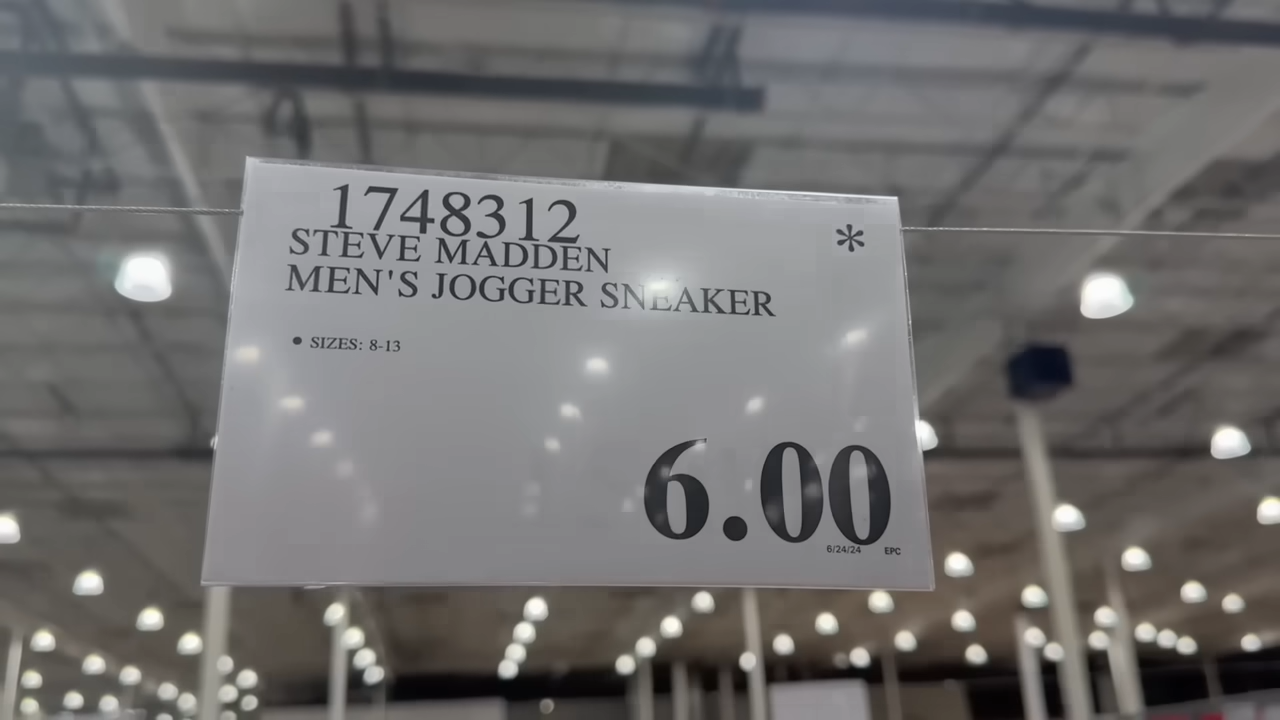 1748312
*
STEVE MADDEN
MEN'S JOGGER SNEAKER
• SIZES: 8-13
6.00
6/24/24 EPC